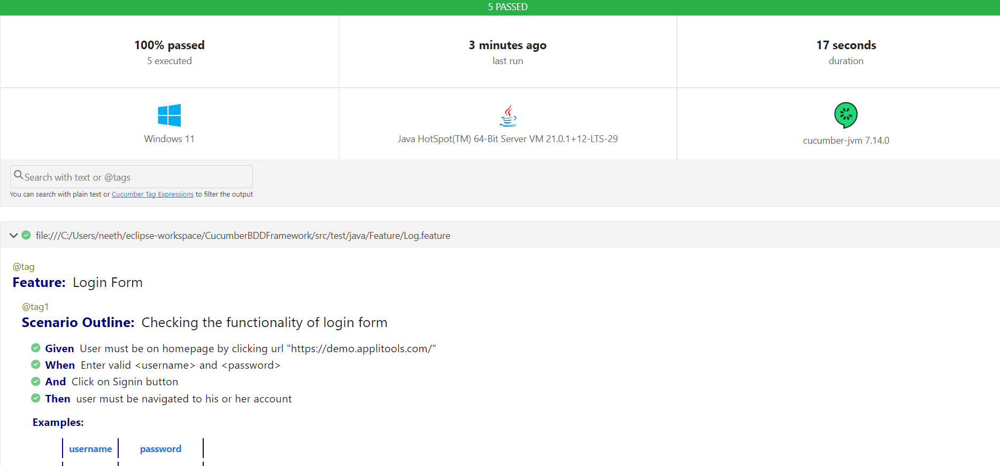 5 PASSED
100% passed
5 executed
3 minutes ago
last run
17 seconds
duration
Windows 11
Java HotSpot(TM) 64-Bit Server VM 21.0.1+12-LTS-29
cucumber-jvm 7.14.0
Search with text or @tags
You can search with plain text or Cucumber Tag Expressions to filter the output
file:///C:/Users/neeth/eclipse-workspace/CucumberBDDFramework/src/test/java/Feature/Log.feature
@tag
Feature: Login Form
@tag1
Scenario Outline: Checking the functionality of login form
Given User must be on homepage by clicking url "https://demo.applitools.com/"
When Enter valid <username> and <password>
And Click on Signin button
Then user must be navigated to his or her account
Examples:
username password